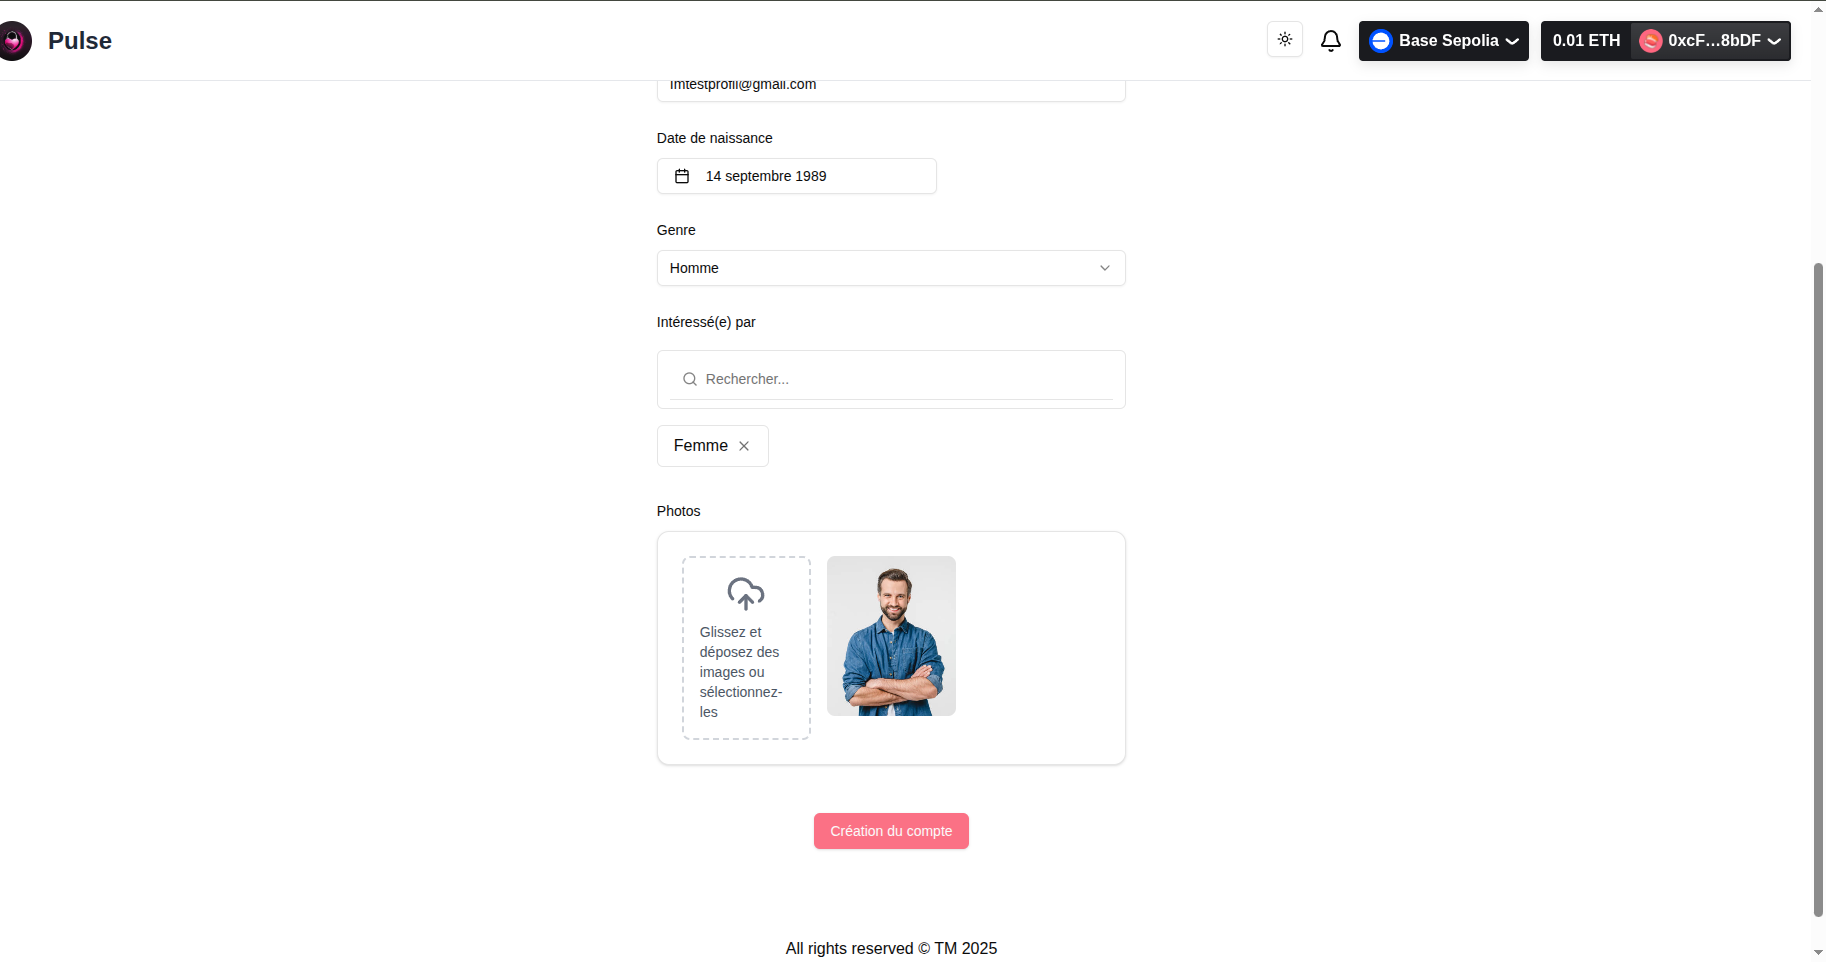 Pulse
Base Sepolia
0.01 ETH
0xcF...8bDF
Imtestprofil@gmail.com
Date de naissance
14 septembre 1989
Genre
Homme
Intéressé(e) par
Rechercher...
Femme
Photos
Glissez et
déposez des
images ou
sélectionnez-
les
Création du compte
All rights reserved © TM 2025